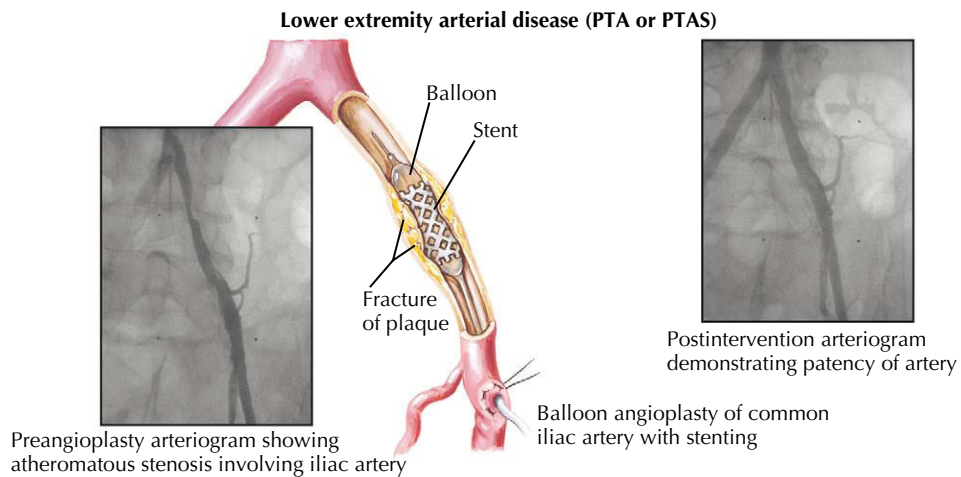 Lower extremity arterial disease (PTA or PTAS)
Balloon
Stent
Fracture
of plaque
Postintervention arteriogram
demonstrating patency of artery
Balloon angioplasty of common
iliac artery with stenting
Preangioplasty arteriogram showing
atheromatous stenosis involving iliac artery